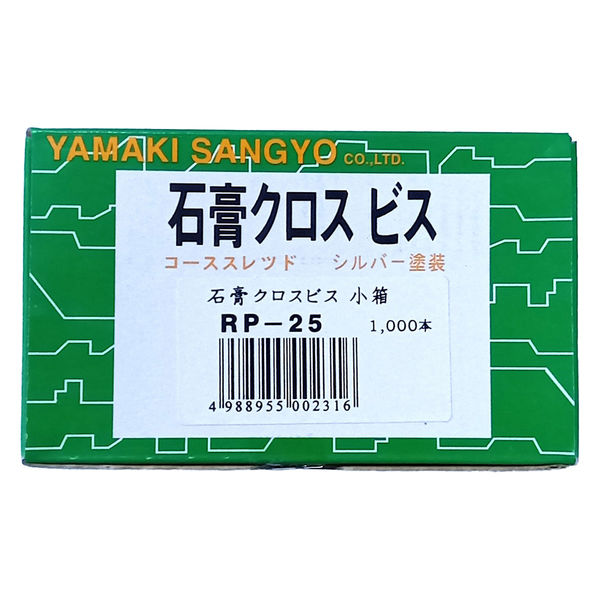 YAMAKI SANGYO CO.,LTD.
石膏クロス ビス
コーススレツド シルバー塗装
石膏クロスビス 小箱
RP-25 1,000本
4 988955 002316